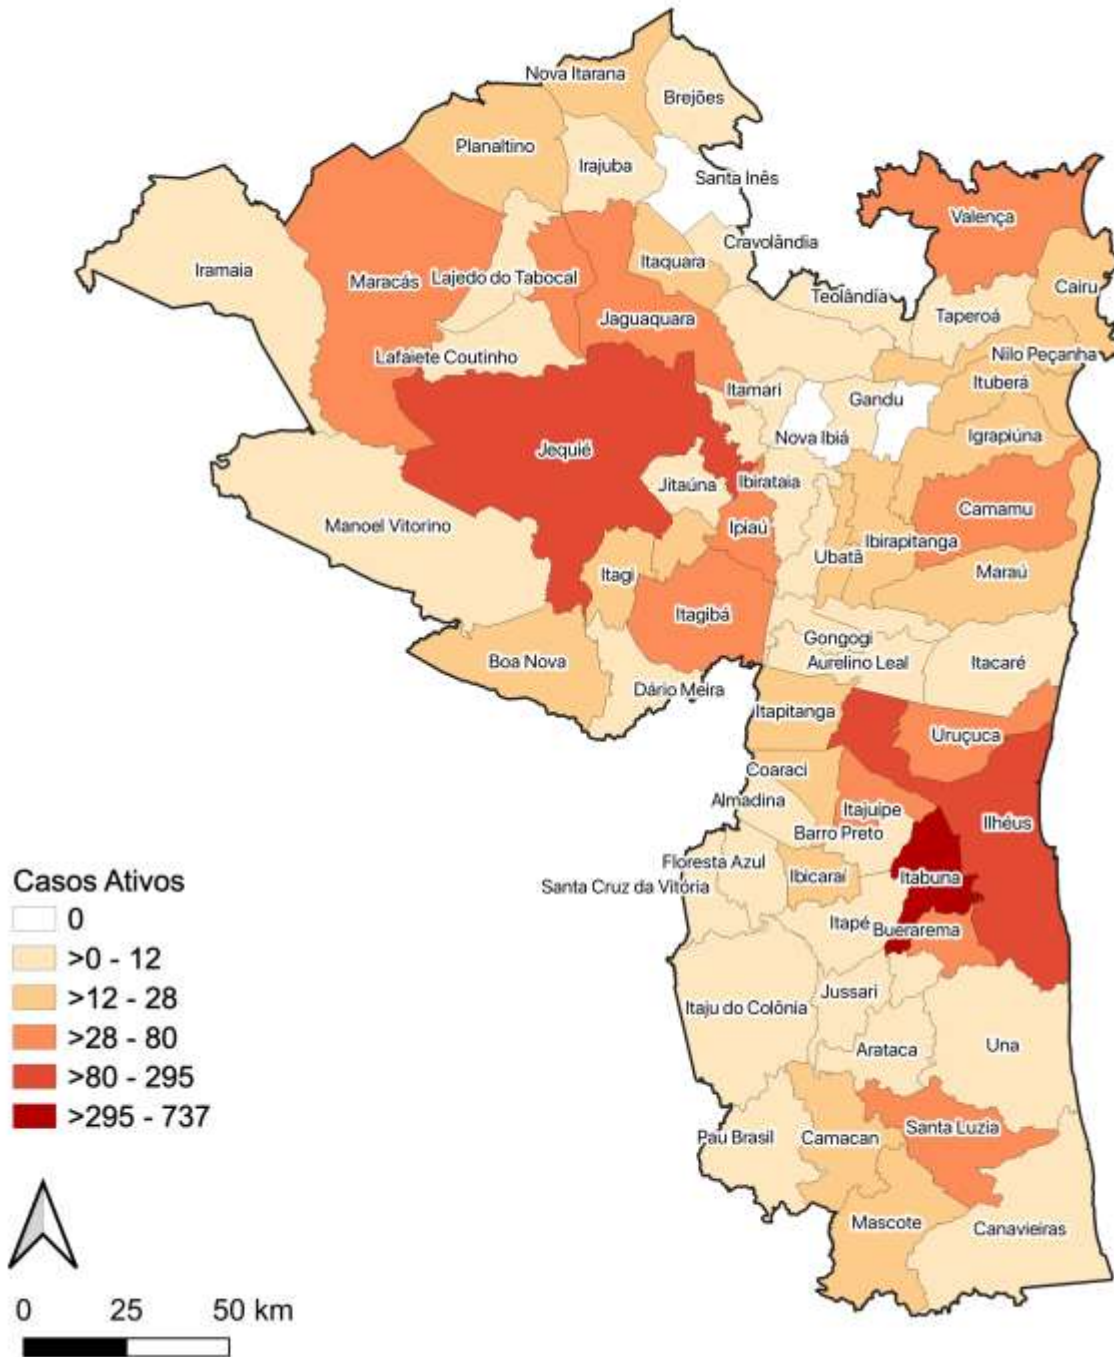 Nova Itarana
Brejões
Planaltino
Irajuba
Santa Inês
Valença
Cravolândia
Itaquara
Iramaia
Maracás
Lajedo do Tabocal
Cairu
Teolândia
Taperoá
Jaguaquara
Lafaiete Coutinho
Nilo Peçanha
Itamari
Gandu
Ituberá
Nova Ibiá
Igrapiúna
Jequié
Jitaúna
Ibirataia
Camamu
Manoel Vitorino
Ipiaú
Ibirapitanga
Ubatã
Itagi
Maraú
Itagibá
Gongogi
Boa Nova
Aurelino Leal
Itacaré
Dário Meira
Itapitanga
Uruçuca
Coaraci
Almadina
Itajuípe
Ilhéus
Barro Preto
Floresta Azul
Ibicaraí
Itabuna
Santa Cruz da Vitória
Itapé
Buerarema
Jussari
Itaju do Colônia
Una
Arataca
Pau Brasil
Camacan
Santa Luzia
Mascote
Canavieiras
Casos Ativos
0
>0 - 12
>12 - 28
>28 - 80
>80 - 295
>295 - 737
0 25 50 km